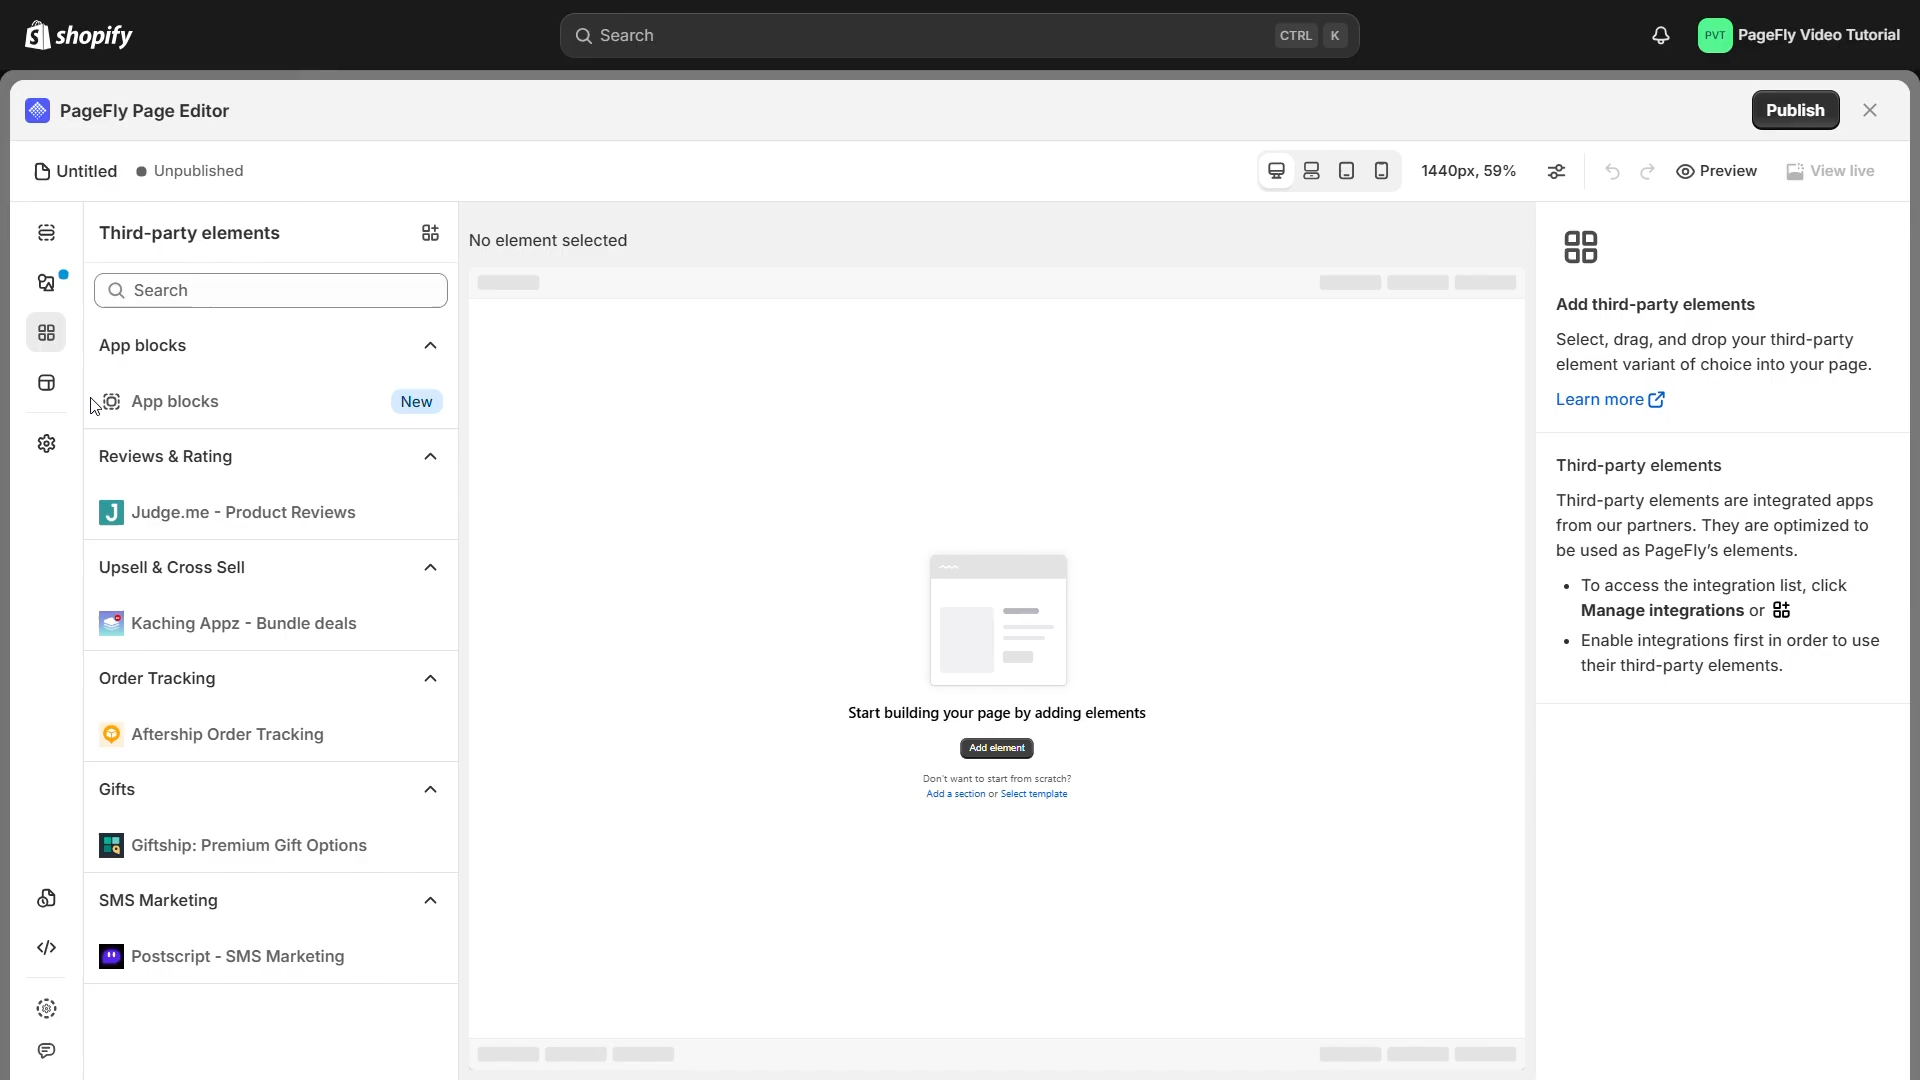 shopify
Search
CTRL K
PVT
PageFly Video Tutorial
PageFly Page Editor
Publish
Untitled
Unpublished
1440px, 59%
Preview
View live
Third-party elements
Search
App blocks
App blocks
New
Reviews & Rating
Judge.me - Product Reviews
Upsell & Cross Sell
Kaching Appz - Bundle deals
Order Tracking
Aftership Order Tracking
Gifts
Giftship: Premium Gift Options
SMS Marketing
Postscript - SMS Marketing
No element selected
Start building your page by adding elements
Add element
Don't want to start from scratch?
Add a section or Select template
Add third-party elements
Select, drag, and drop your third-party
element variant of choice into your page.
Learn more
Third-party elements
Third-party elements are integrated apps
from our partners. They are optimized to
be used as PageFly’s elements.
• To access the integration list, click
Manage integrations or
• Enable integrations first in order to use
their third-party elements.